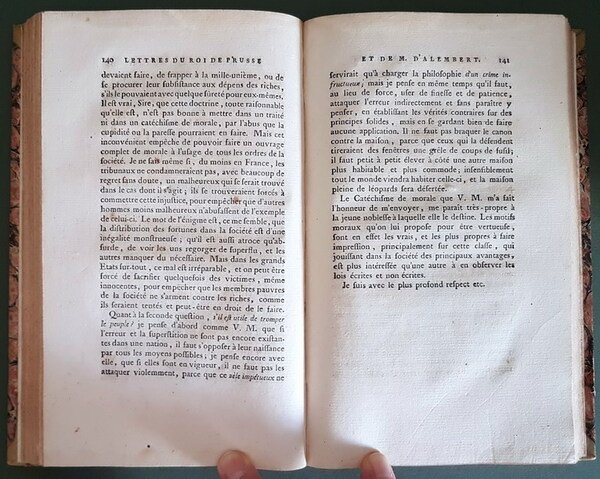 140 LETTRES DU ROI DE PRUSSE
devaient faire, de frapper à la mille-unième, ou de
se procurer leur subsistance aux dépens des riches,
s'ils le pouvaient avec quelque sûreté pour eux-mêmes.
Il est vrai, Sire, que cette doctrine, toute raisonnable
qu'elle est, n'est pas bonne à mettre dans un traité
ni dans un catéchisme de morale, par l'abus que la
cupidité ou la paresse pourraient en faire. Mais cet
inconvénient empêche de pouvoir faire un ouvrage
complet de morale à l'usage de tous les ordres de la
société. Je ne sais même si, du moins en France, les
tribunaux ne condamneraient pas, avec beaucoup de
regret sans doute, un malheureux qui se ferait trouvé
dans le cas dont il s'agit; ils se trouveraient forcés à
commettre cette injustice, pour empêcher que d'autres
hommes moins malheureux n'abusassent de l'exemple
de celui-ci. Le mot de l'énigme est, ce me semble, que
la distribution des fortunes dans la société est d'une
inégalité monstrueuse; qu'il est aussi atroce qu'ab-
surde, de voir les uns regorger de superflu, et les
autres manquer du nécessaire. Mais dans les grands
Etats sur-tout, ce mal est irréparable, et on peut être
forcé de sacrifier quelquefois des victimes, même
innocentes, pour empêcher que les membres pauvres
de la société ne s'arment contre les riches, comme
ils seraient tentés et peut-être en droit de le faire.
Quant à la seconde question, s'il est utile de tromper
le peuple? je pense d'abord comme V. M. que si
l'erreur et la superstition ne sont pas encore existan-
tes dans une nation, il faut s'opposer à leur naissance
par tous les moyens possibles; je pense encore avec
elle, que si elles sont en vigueur, il ne faut pas les
attaquer violemment, parce que ce zèle impétueux ne
ET DE M. D'ALEMBERT. 141
servirait qu'à charger la philosophie d'un crime in-
fructueux, mais je pense en même temps qu'il faut,
au lieu de force, user de finesse et de patience,
attaquer l'erreur indirectement et sans paraître y
penser, en établissant les vérités contraires sur des
principes solides, mais en se gardant bien de faire
aucune application. Il ne faut pas braquer le canon
contre la maison, parce que ceux qui la défendent
tireraient des fenêtres une grêle de coups de fusil;
il faut petit à petit élever à côté une autre maison
plus habitable et plus commode; insensiblement
tout le monde viendra habiter celle-ci, et la maison
pleine de léopards sera désertée.
Le Catéchisme de morale que V. M. m'a fait
l'honneur de m'envoyer, me paraît très-propre à
la jeune noblesse à laquelle elle le destine. Les motifs
moraux qu'on lui propose pour être vertueuse,
sont en effet les vrais, et les plus propres à faire
impression, principalement sur cette classe, qui
jouissant dans la société des principaux avantages,
est plus intéressée qu'une autre à en observer les
lois écrites et non écrites.
Je suis avec le plus profond respect etc.